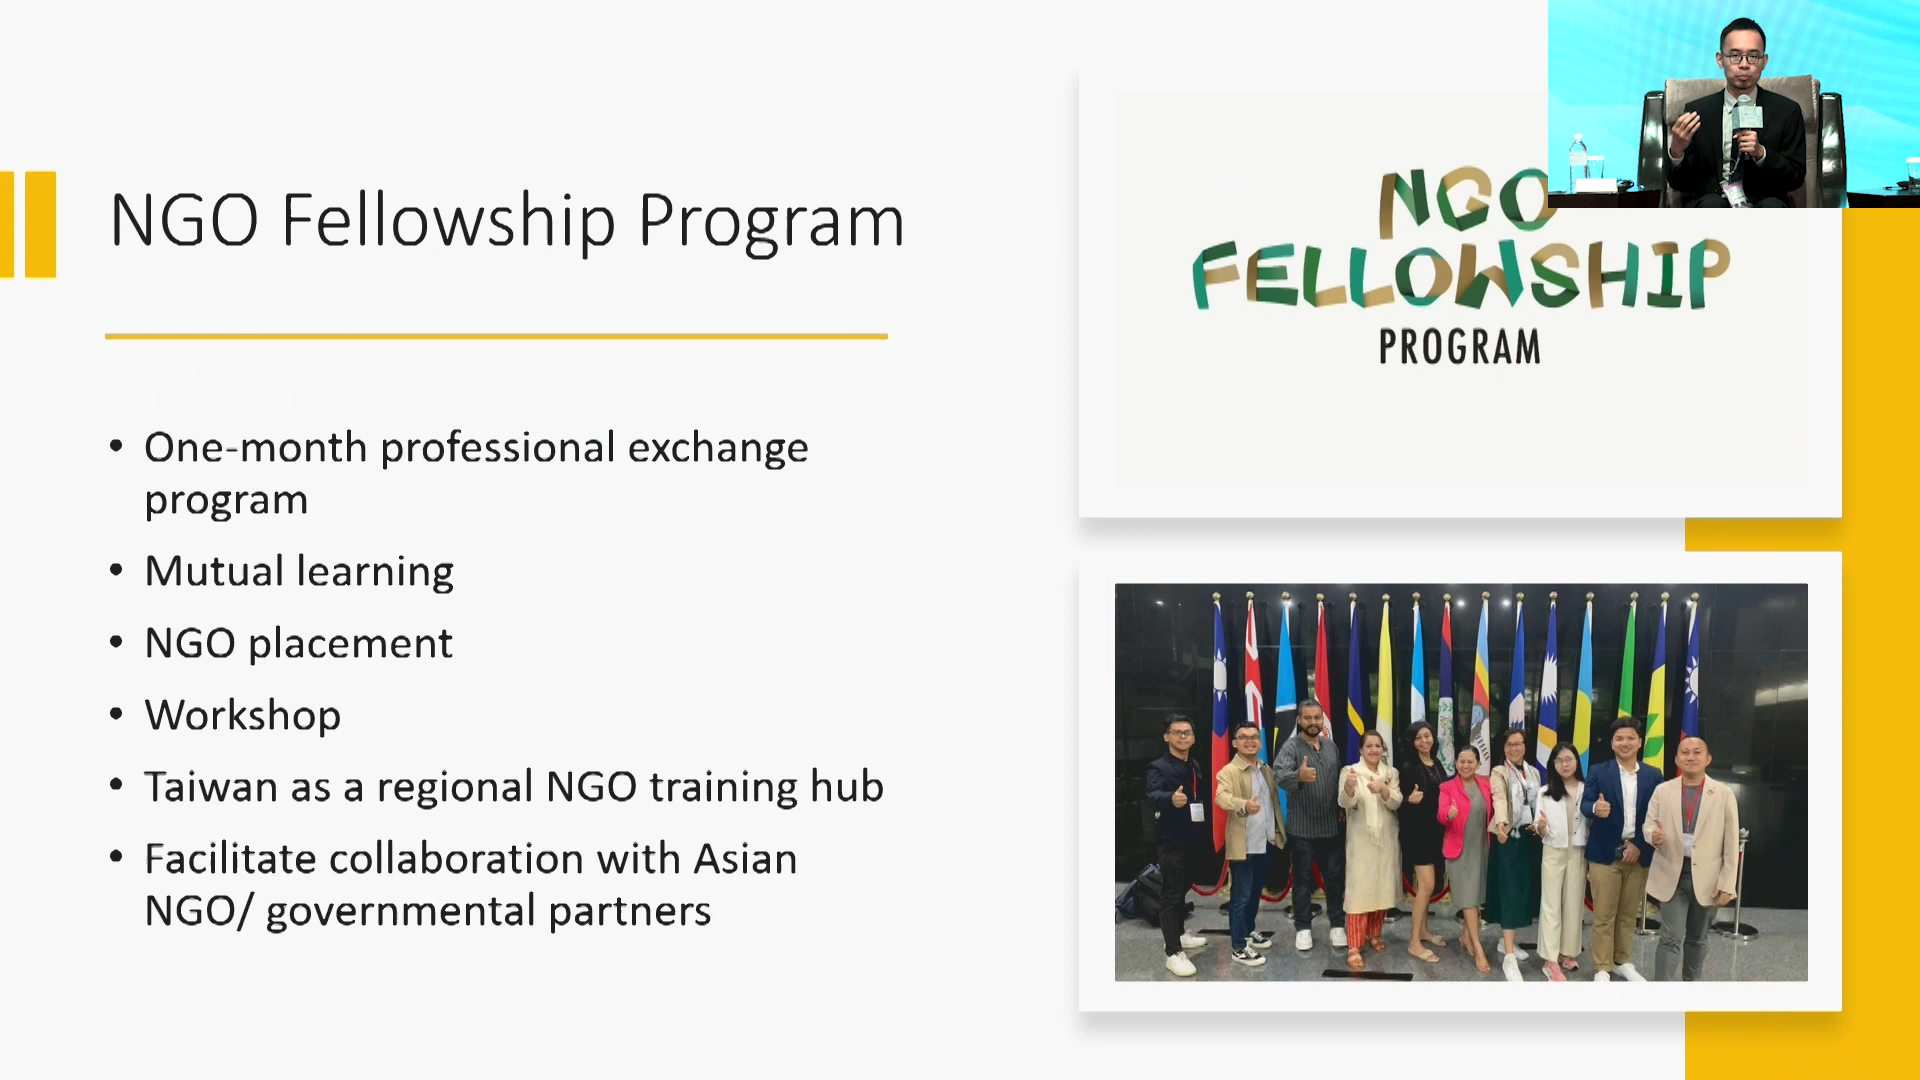 NGO Fellowship Program
• One-month professional exchange
program
• Mutual learning
• NGO placement
• Workshop
• Taiwan as a regional NGO training hub
• Facilitate collaboration with Asian
NGO/ governmental partners
NGO
FELLOWSHIP
PROGRAM